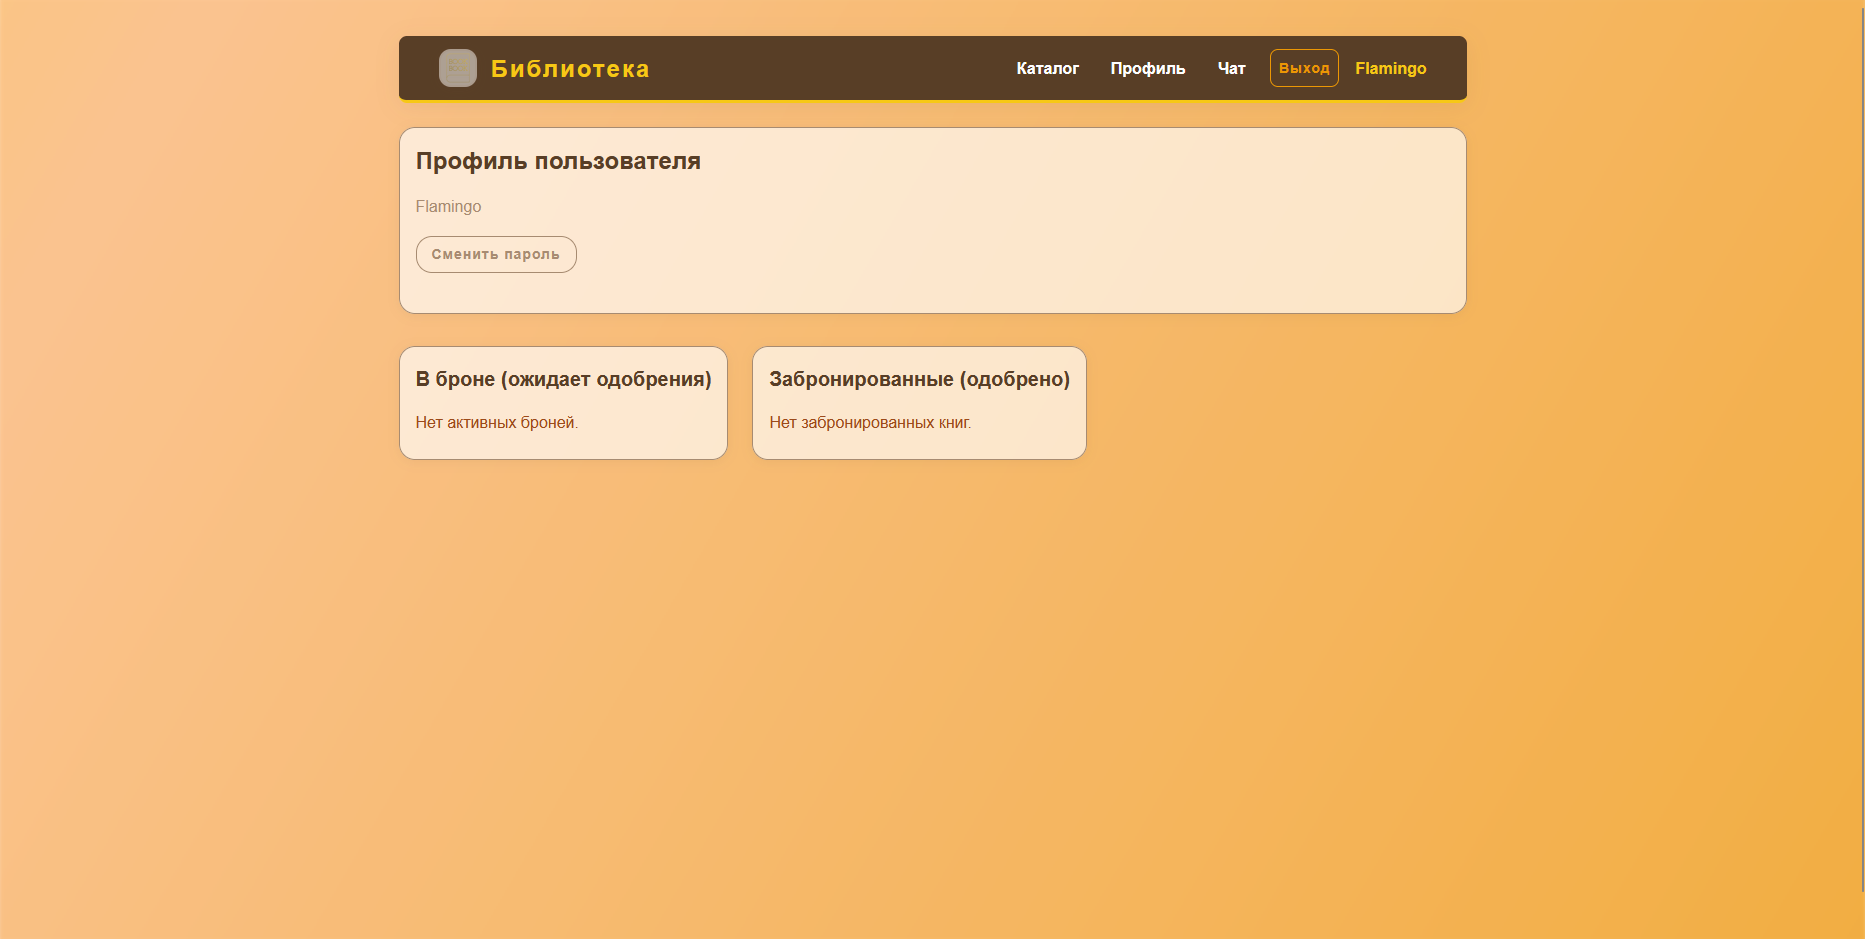 Библиотека
Каталог Профиль Чат Выход Flamingo
Профиль пользователя
Flamingo
Сменить пароль
В броне (ожидает одобрения)
Нет активных броней.
Забронированные (одобрено)
Нет забронированных книг.